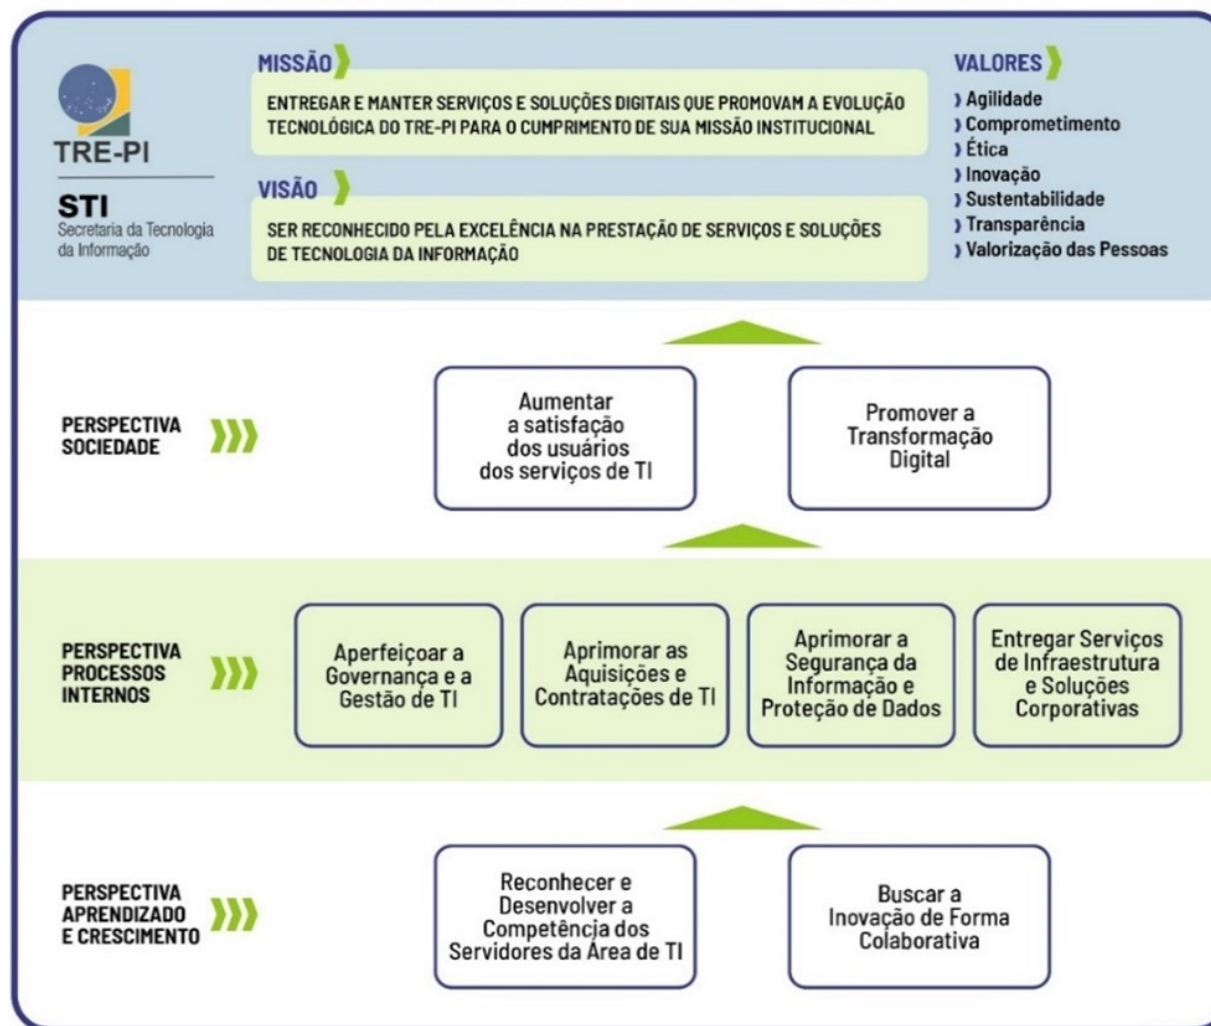 TRE-PI
STI
Secretaria da Tecnologia
da Informação
MISSÃO
ENTREGAR E MANTER SERVIÇOS E SOLUÇÕES DIGITAIS QUE PROMOVAM A EVOLUÇÃO
TECNOLÓGICA DO TRE-PI PARA O CUMPRIMENTO DE SUA MISSÃO INSTITUCIONAL
VISÃO
SER RECONHECIDO PELA EXCELÊNCIA NA PRESTAÇÃO DE SERVIÇOS E SOLUÇÕES
DE TECNOLOGIA DA INFORMAÇÃO
VALORES
Agilidade
Comprometimento
Ética
Inovação
Sustentabilidade
Transparência
Valorização das Pessoas
PERSPECTIVA
SOCIEDADE
Aumentar
a satisfação
dos usuários
dos serviços de TI
Promover a
Transformação
Digital
PERSPECTIVA
PROCESSOS
INTERNOS
Aperfeiçoar a
Governança e a
Gestão de TI
Aprimorar as
Aquisições e
Contratações de TI
Aprimorar a
Segurança da
Informação e
Proteção de Dados
Entregar Serviços
de Infraestrutura
e Soluções
Corporativas
PERSPECTIVA
APRENDIZADO
E CRESCIMENTO
Reconhecer e
Desenvolver a
Competência dos
Servidores da Área de TI
Buscar a
Inovação de Forma
Colaborativa